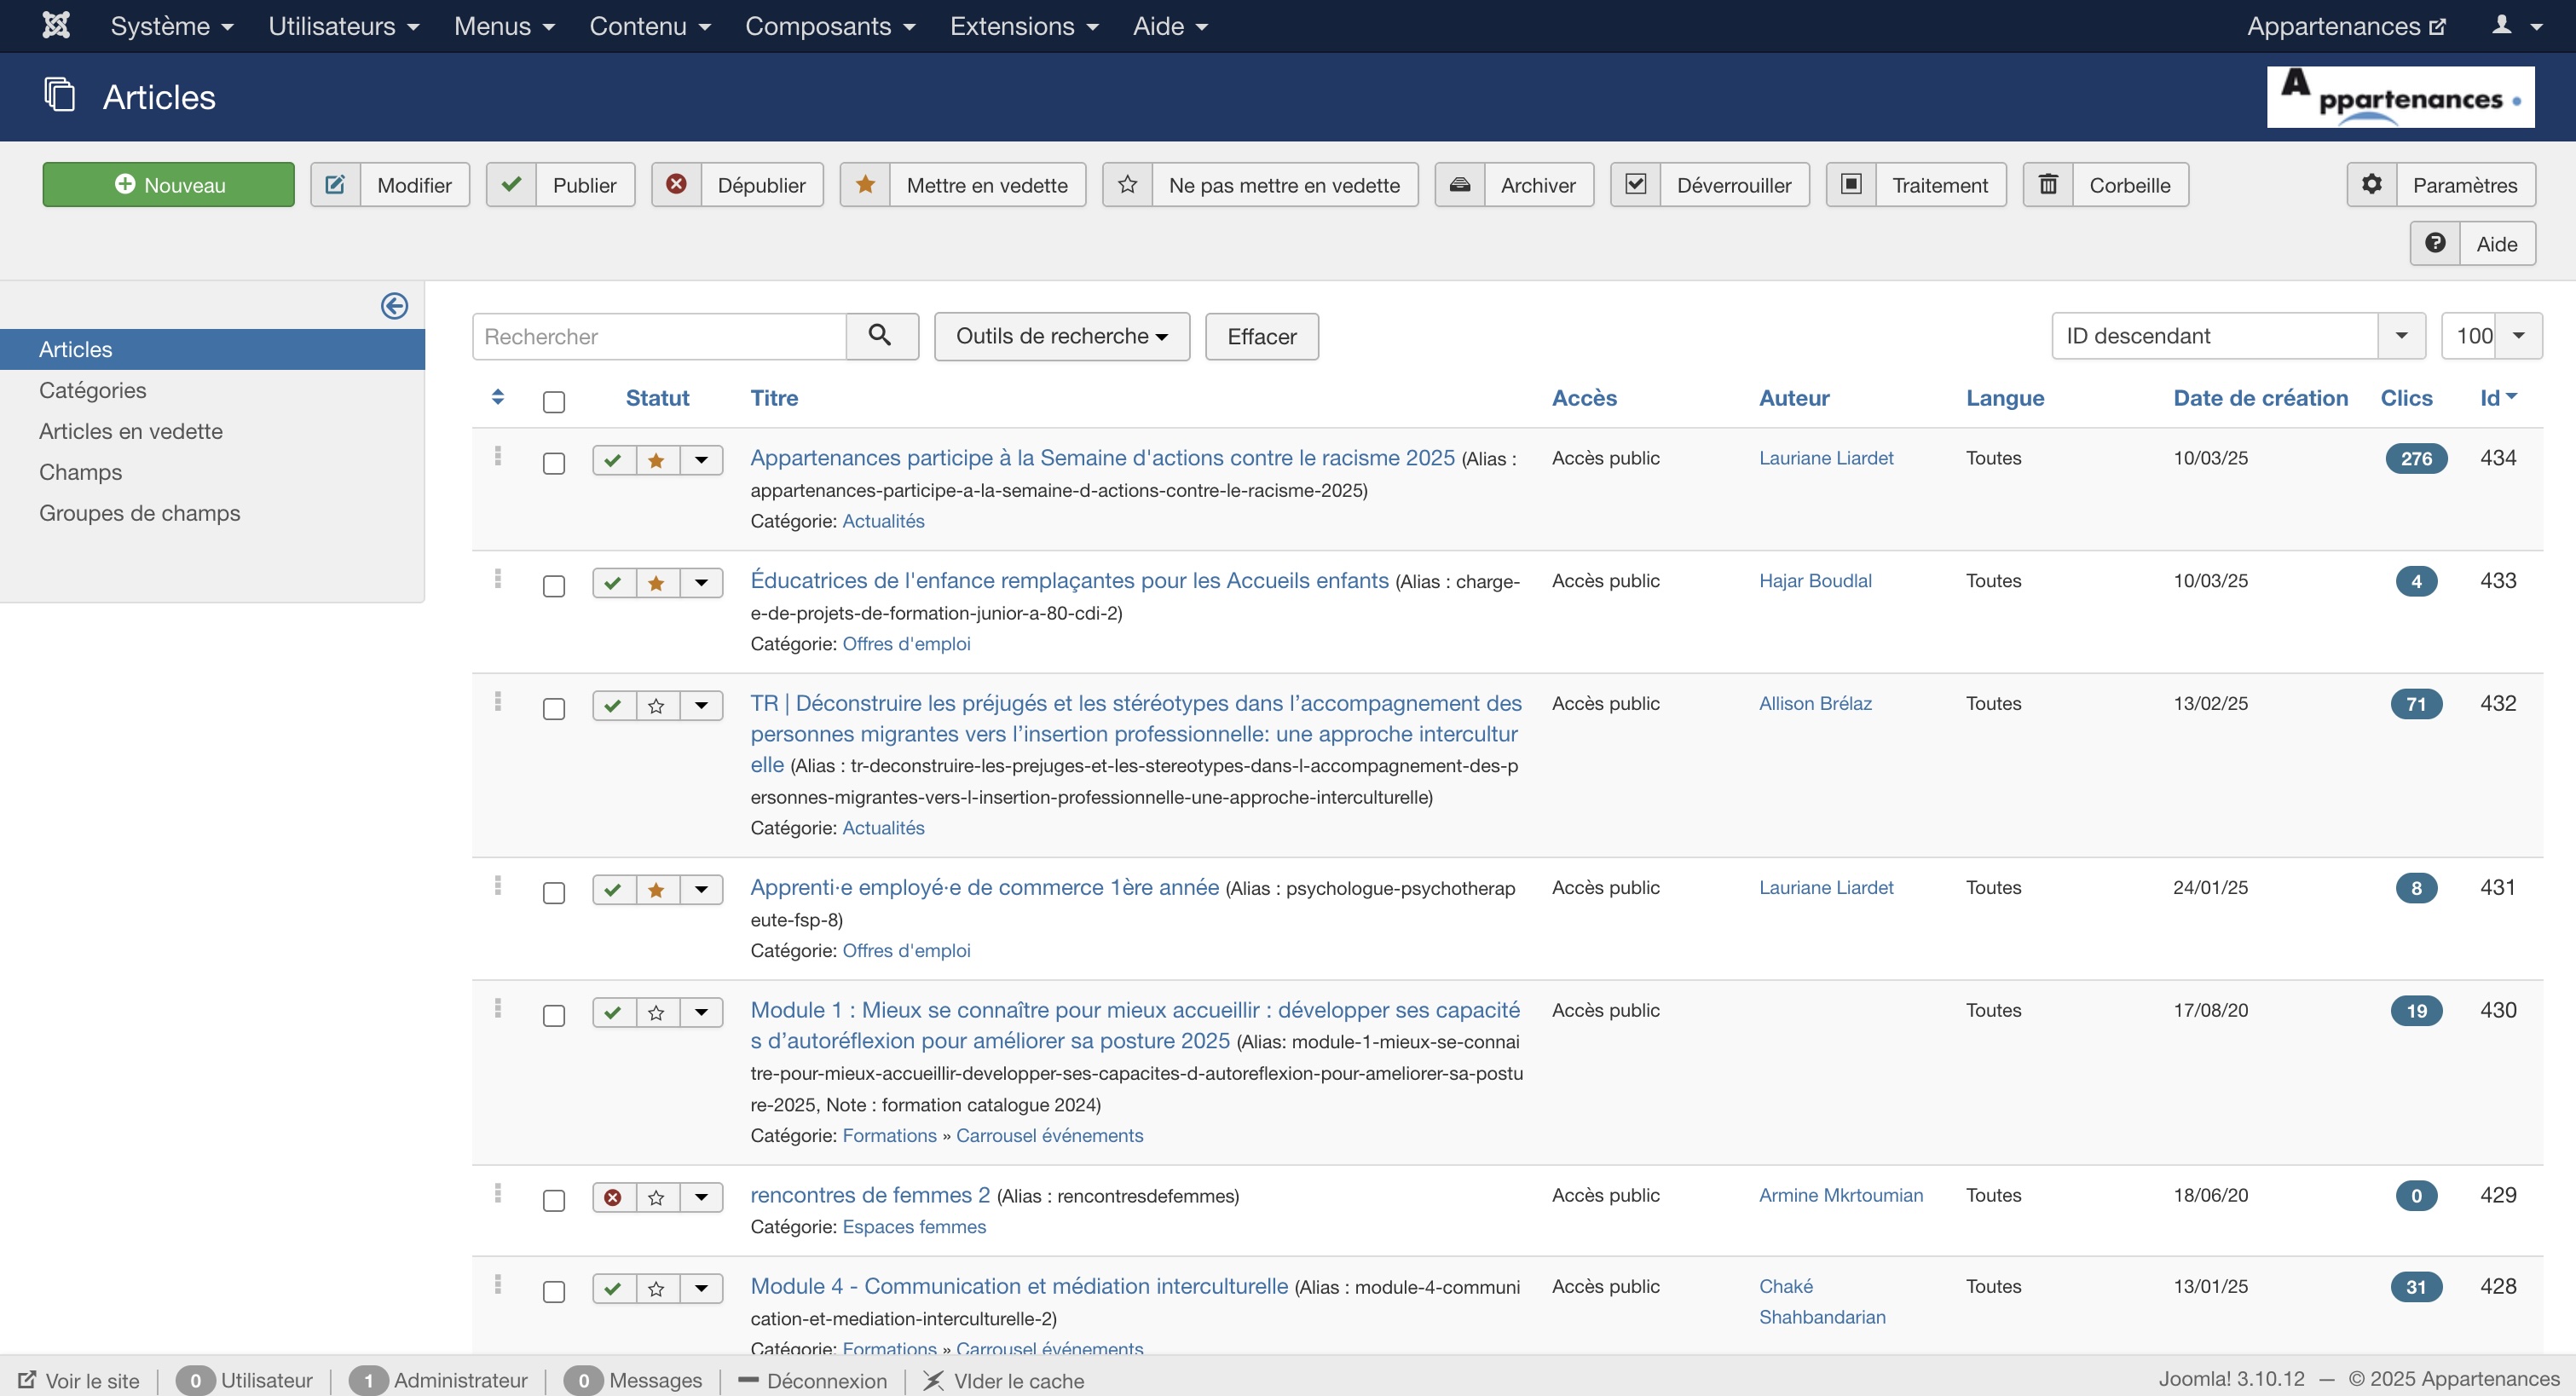 Système Utilisateurs Menus Contenu Composants Extensions Aide Appartenances
Articles
Appartenances
Nouveau Modifier Publier Dépublier Mettre en vedette Ne pas mettre en vedette Archiver Déverrouiller Traitement Corbeille Paramètres
Aide
Articles
Catégories
Articles en vedette
Champs
Groupes de champs
Rechercher Outils de recherche Effacer ID descendant 100
Statut Titre Accès Auteur Langue Date de création Clics Id
Appartenances participe à la Semaine d'actions contre le racisme 2025 (Alias : Accès public Lauriane Liardet Toutes 10/03/25 276 434
appartenances-participe-a-la-semaine-d-actions-contre-le-racisme-2025)
Catégorie: Actualités
Éducatrices de l'enfance remplaçantes pour les Accueils enfants (Alias : charge- Accès public Hajar Boudlal Toutes 10/03/25 4 433
e-de-projets-de-formation-junior-a-80-cdi-2)
Catégorie: Offres d'emploi
TR | Déconstruire les préjugés et les stéréotypes dans l’accompagnement des Accès public Allison Brélaz Toutes 13/02/25 71 432
personnes migrantes vers l’insertion professionnelle: une approche intercultur
elle (Alias : tr-deconstruire-les-prejuges-et-les-stereotypes-dans-l-accompagnement-des-p
ersonnes-migrantes-vers-l-insertion-professionnelle-une-approche-interculturelle)
Catégorie: Actualités
Apprenti·e employé·e de commerce 1ère année (Alias : psychologue-psychotherap Accès public Lauriane Liardet Toutes 24/01/25 8 431
eute-fsp-8)
Catégorie: Offres d'emploi
Module 1 : Mieux se connaître pour mieux accueillir : développer ses capacité Accès public Toutes 17/08/20 19 430
s d’autoréflexion pour améliorer sa posture 2025 (Alias: module-1-mieux-se-connai
tre-pour-mieux-accueillir-developper-ses-capacites-d-autoreflexion-pour-ameliorer-sa-postu
re-2025, Note : formation catalogue 2024)
Catégorie: Formations » Carrousel événements
rencontres de femmes 2 (Alias : rencontresdefemmes) Accès public Armine Mkrtoumian Toutes 18/06/20 0 429
Catégorie: Espaces femmes
Module 4 - Communication et médiation interculturelle (Alias : module-4-communi Accès public Chaké Toutes 13/01/25 31 428
cation-et-mediation-interculturelle-2) Shahbandarian
Catégorie: Formations » Carrousel événements
Voir le site 0 Utilisateur 1 Administrateur 0 Messages Déconnexion VIder le cache Joomla! 3.10.12 — © 2025 Appartenances